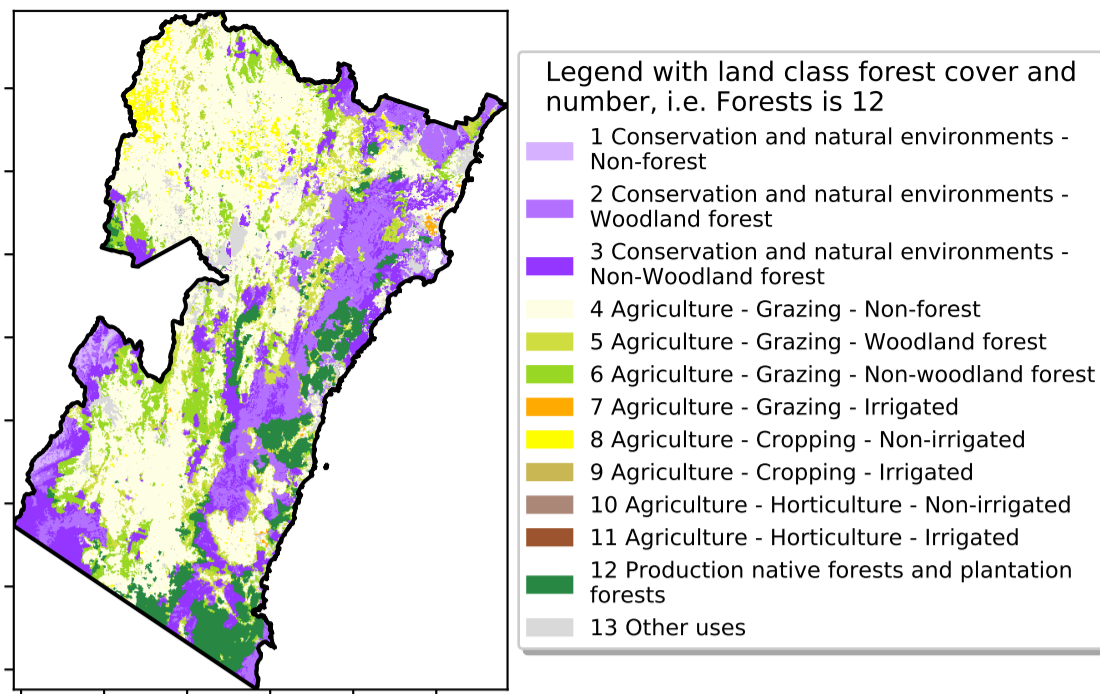 Legend with land class forest cover and
number, i.e. Forests is 12
1 Conservation and natural environments -
Non-forest
2 Conservation and natural environments -
Woodland forest
3 Conservation and natural environments -
Non-Woodland forest
4 Agriculture - Grazing - Non-forest
5 Agriculture - Grazing - Woodland forest
6 Agriculture - Grazing - Non-woodland forest
7 Agriculture - Grazing - Irrigated
8 Agriculture - Cropping - Non-irrigated
9 Agriculture - Cropping - Irrigated
10 Agriculture - Horticulture - Non-irrigated
11 Agriculture - Horticulture - Irrigated
12 Production native forests and plantation
forests
13 Other uses